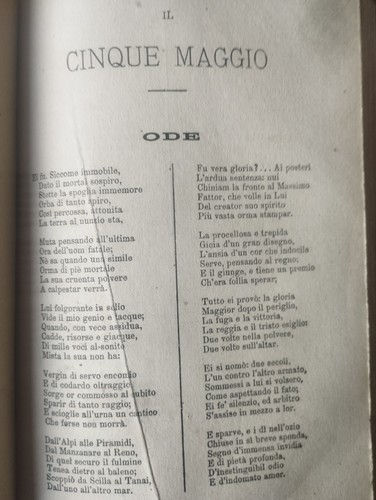 IL
CINQUE MAGGIO
ODE
Ei fu. Siccome immobile,
Dato il mortal sospiro,
Stette la spoglia immemore
Orba di tanto spiro,
Così percossa, attonita
La terra al nunzio sta,
Muta pensando all'ultima
Ora dell'uom fatale;
Nè sa quando una simile
Orma di piè mortale
La sua cruenta polvere
A calpestar verrà.
Lui folgorante in sollo
Vide il mio genio e tacque;
Quando, con vece assidua,
Cadde, risorse e giacque,
Di mille voci al sonito
Mista la sua non ha:
Vergin di servo encomio
E di codardo oltraggio,
Sorge or commosso al subito
Sparir di tanto raggio;
E scioglie all'urna un cantico
Che forse non morrà.
Dall'Alpi alle Piramidi,
Dal Manzanare al Reno,
Di quel securo il fulmine
Tenea dietro al baleno;
Scoppiò da Scilla al Tanai,
Dall'uno all'altro mar.
Fu vera gloria?... Ai posteri
L'ardua sentenza: nui
Chiniam la fronte al Massimo
Fattor, che volle in Lui
Del creator suo spirito
Più vasta orma stampar.
La procellosa e trepida
Gioia d'un gran disegno,
L'ansia d'un cor che indocile
Serve, pensando al regno;
E il giunge, e tiene un premio
Ch'era follia sperar;
Tutto ei provò: la gloria
Maggior dopo il periglio,
La fuga e la vittoria,
La reggia e il tristo esiglio:
Due volte nella polvere,
Due volte sull'altar.
Ei si nomò: due secoli,
L'un contro l'altro armato,
Sommessi a lui si volsero,
Come aspettando il fato;
Ei fe' silenzio, ed arbitro
S'assise in mezzo a lor.
E sparve, e i dì nell'ozio
Chiuse in sì breve sponda,
Segno d'immensa invidia
E di pietà profonda,
D'inestinguibil odio
E d'indomato amor.